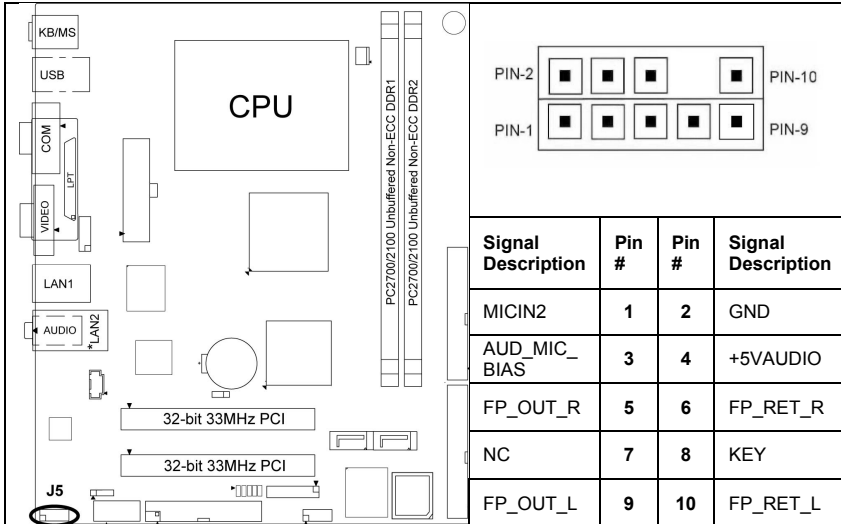 KB/MS
USB
COM
LPT
VIDEO
LAN1
AUDIO
*LAN2
CPU
PC2700/2100 Unbuffered Non-ECC DDR1
PC2700/2100 Unbuffered Non-ECC DDR2
32-bit 33MHz PCI
32-bit 33MHz PCI
J5
PIN-2
PIN-10
PIN-1
PIN-9
Signal Description Pin # Pin # Signal Description
MICIN2 1 2 GND
AUD_MIC_BIAS 3 4 +5VAUDIO
FP_OUT_R 5 6 FP_RET_R
NC 7 8 KEY
FP_OUT_L 9 10 FP_RET_L